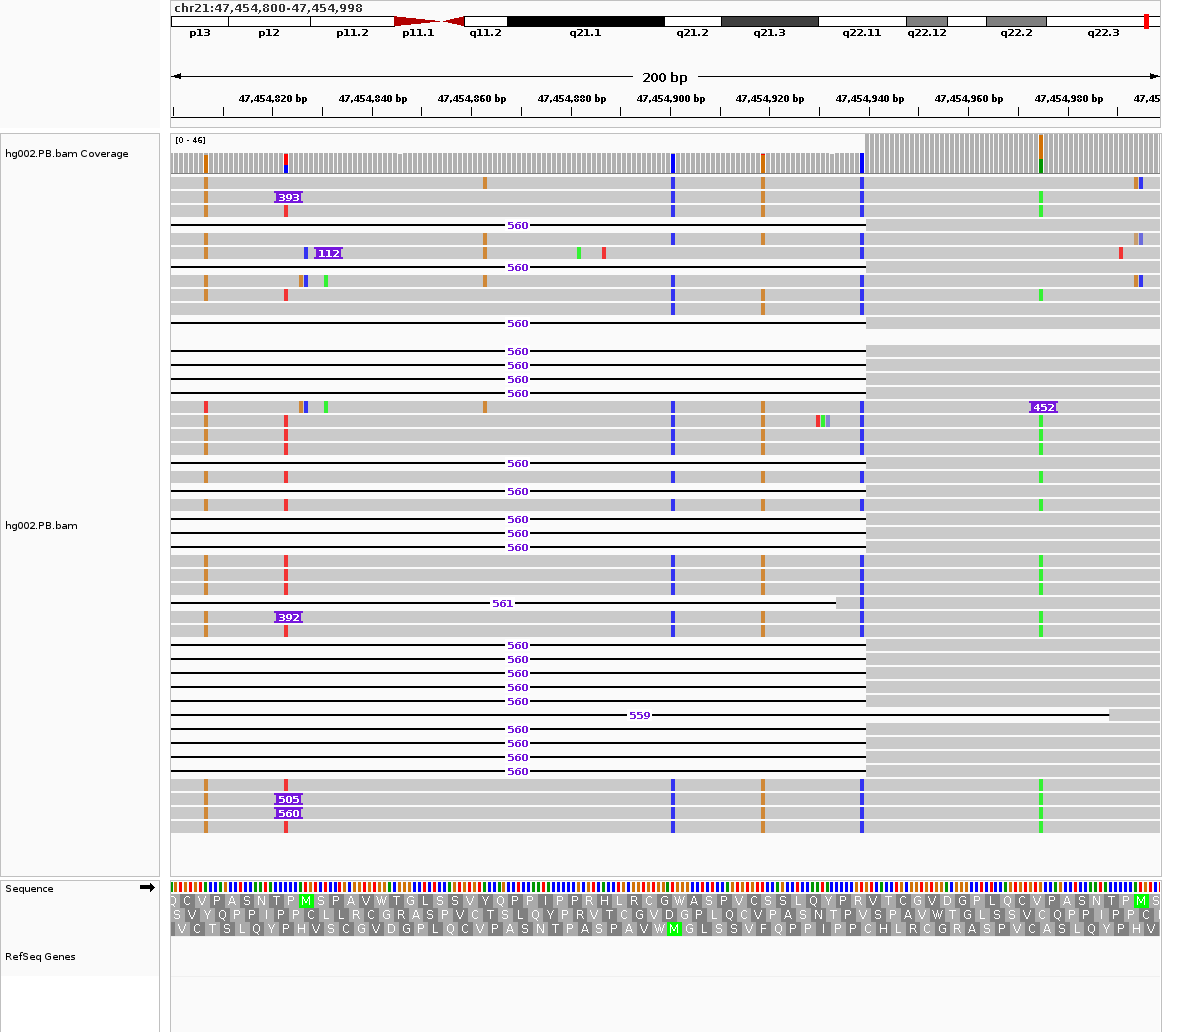 chr21:47,454,800-47,454,998
p13 p12 p11.2 p11.1 q11.2 q21.1 q21.2 q21.3 q22.11 q22.12 q22.2 q22.3
200 bp
47,454,820 bp 47,454,840 bp 47,454,860 bp 47,454,880 bp 47,454,900 bp 47,454,920 bp 47,454,940 bp 47,454,960 bp 47,454,980 bp 47,45
[0 - 46]
hg002.PB.bam Coverage
393
560
112
560
560
560
560
560
560
452
560
560
560
hg002.PB.bam
560
560
561
392
560
560
560
560
560
559
560
560
560
560
505
560
Sequence
QCVPASNTPMSPAVWTGLSSVYQPPIPPRHLRCGWASPVCSSLQYPRVTCGVDGPLQCVPASNTPMS
SVYQPPIPPCLLRCGRASPVCTSLQYPRVTCGVDGPLQCVPASNTPVSPAVWTGLSSVCQPPIPPC
VCTSLQYPHVSCGVDGPLQCVPASNTPASPAVWMGLSSVFQPPIPPCHLRCGRASPVCASLQYPHV
RefSeq Genes